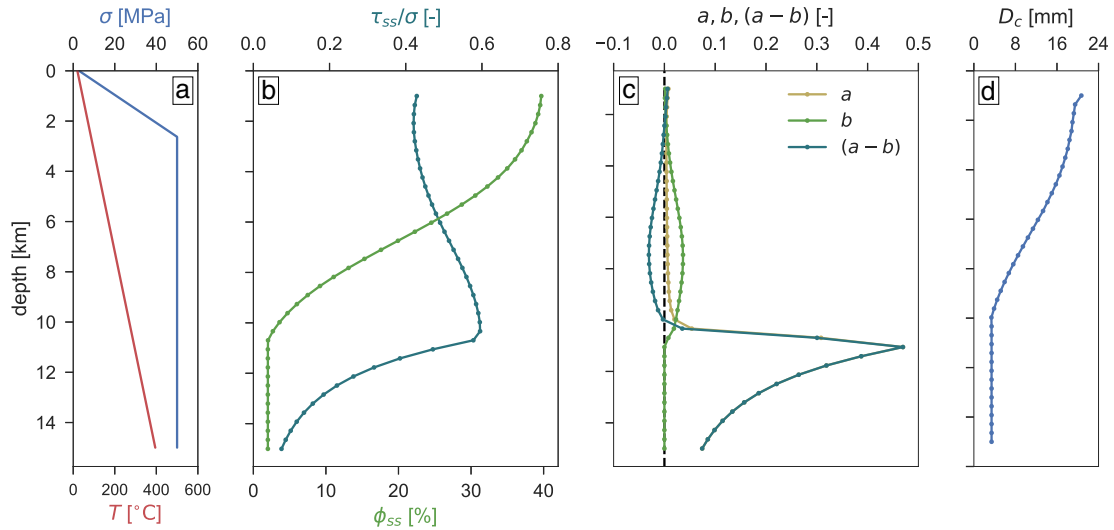 σ [MPa]
0 20 40 60
a
0 200 400 600
T [°C]
depth [km]
0
2
4
6
8
10
12
14
τss/σ [-]
0.0 0.2 0.4 0.6 0.8
b
0 10 20 30 40
ϕss [%]
a, b, (a − b) [-]
−0.1 0.0 0.1 0.2 0.3 0.4 0.5
c
a
b
(a − b)
Dc [mm]
0 8 16 24
d